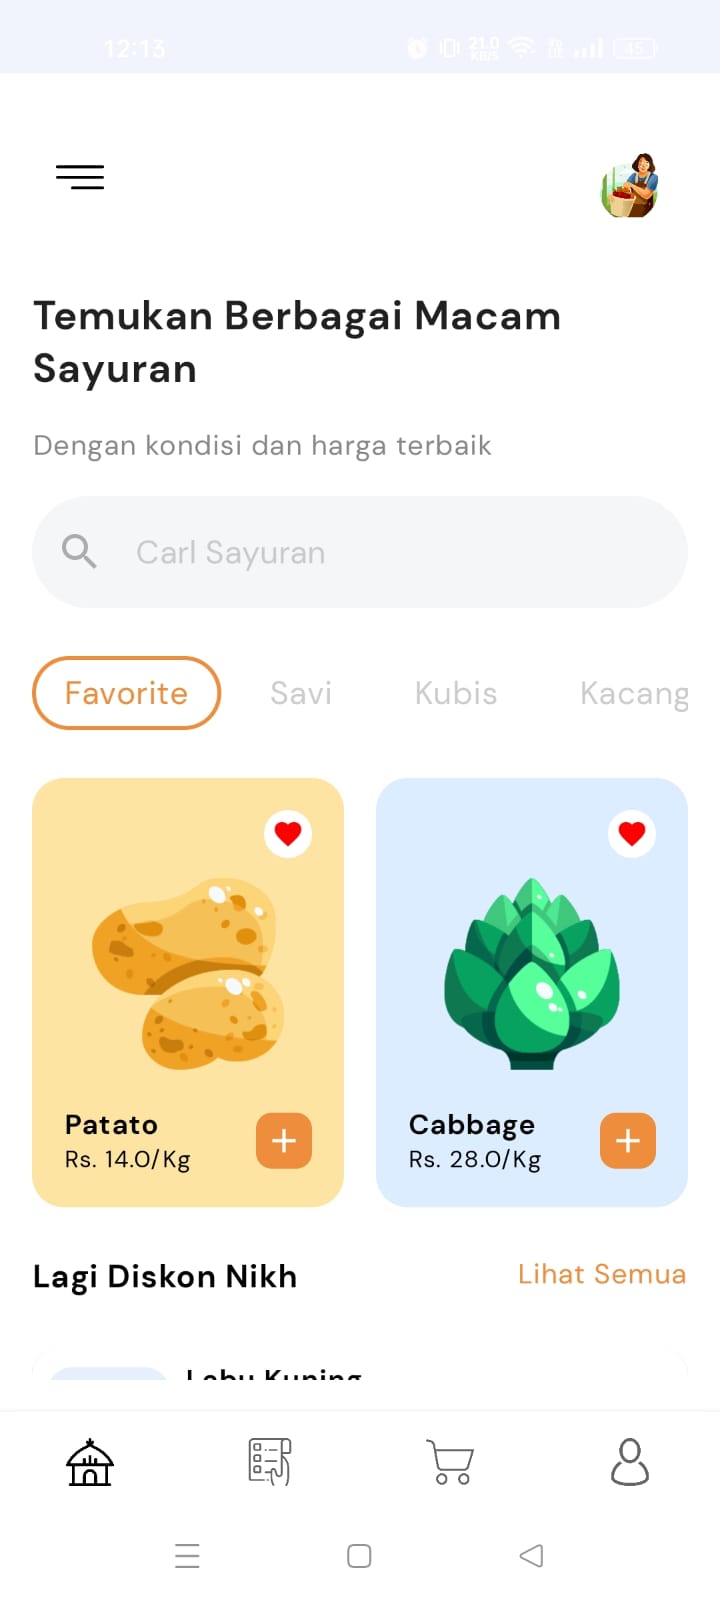 12:13
21.0
KB/S
45
Temukan Berbagai Macam
Sayuran
Dengan kondisi dan harga terbaik
Carl Sayuran
Favorite Savi Kubis Kacang
Patato
Rs. 14.0/Kg
Cabbage
Rs. 28.0/Kg
Lagi Diskon Nikh
Lihat Semua
Labu Kuning